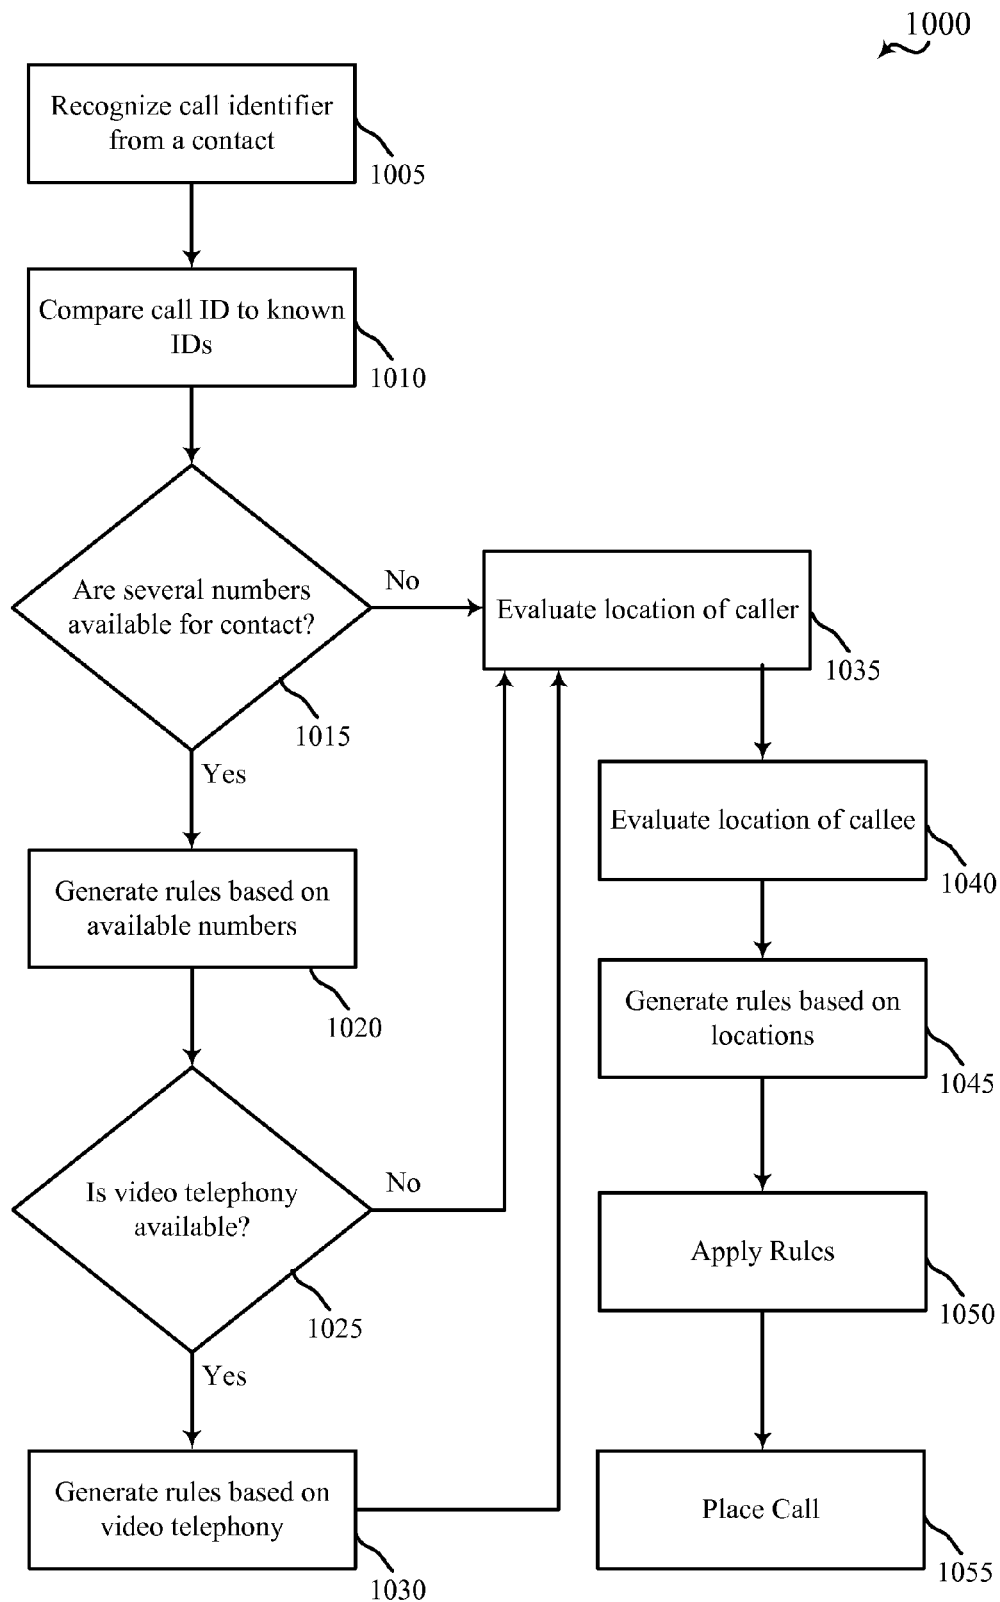 1000
Recognize call identifier
from a contact
1005
Compare call ID to known
IDs
1010
Are several numbers
available for contact?
1015
No
Yes
Evaluate location of caller
1035
Evaluate location of callee
1040
Generate rules based on
available numbers
1020
Generate rules based on
locations
1045
Is video telephony
available?
1025
No
Yes
Apply Rules
1050
Generate rules based on
video telephony
1030
Place Call
1055